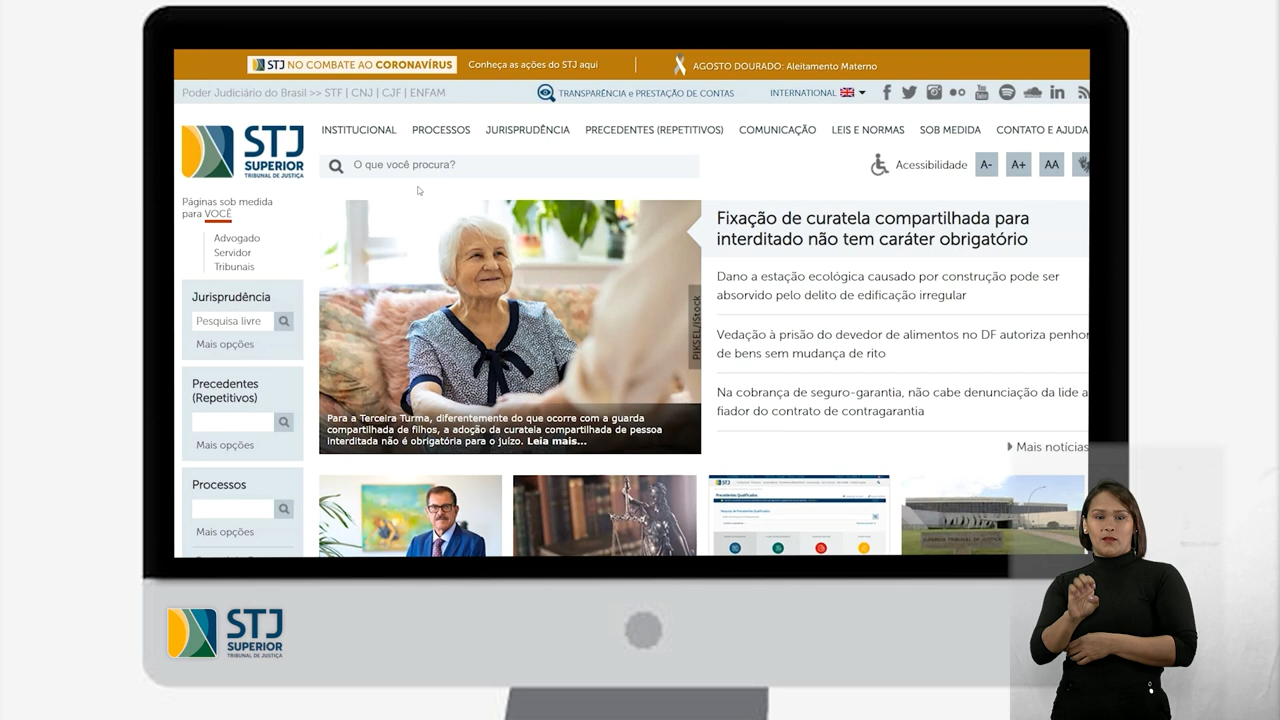 STJ NO COMBATE AO CORONAVÍRUS
Conheça as ações do STJ aqui
AGOSTO DOURADO: Aleitamento Materno
Poder Judiciário do Brasil >> STF | CNJ | CJF | ENFAM
TRANSPARÊNCIA e PRESTAÇÃO DE CONTAS
INTERNATIONAL
STJ
SUPERIOR
TRIBUNAL DE JUSTIÇA
INSTITUCIONAL PROCESSOS JURISPRUDÊNCIA PRECEDENTES (REPETITIVOS) COMUNICAÇÃO LEIS E NORMAS SOB MEDIDA CONTATO E AJUDA
O que você procura?
Acessibilidade A- A+ AA
Páginas sob medida
para VOCÊ
Advogado
Servidor
Tribunais
Jurisprudência
Pesquisa livre
Mais opções
Precedentes
(Repetitivos)
Mais opções
Processos
Mais opções
PIKSEL/iStock
Para a Terceira Turma, diferentemente do que ocorre com a guarda
compartilhada de filhos, a adoção da curatela compartilhada de pessoa
interditada não é obrigatória para o juízo. Leia mais...
Fixação de curatela compartilhada para
interditado não tem caráter obrigatório
Dano a estação ecológica causado por construção pode ser
absorvido pelo delito de edificação irregular
Vedação à prisão do devedor de alimentos no DF autoriza penhor
de bens sem mudança de rito
Na cobrança de seguro-garantia, não cabe denunciação da lide a
fiador do contrato de contragarantia
Mais notícias
STJ
Precedentes Qualificados
SUPERIOR TRIBUNAL DE JUSTIÇA
STJ
SUPERIOR
TRIBUNAL DE JUSTIÇA